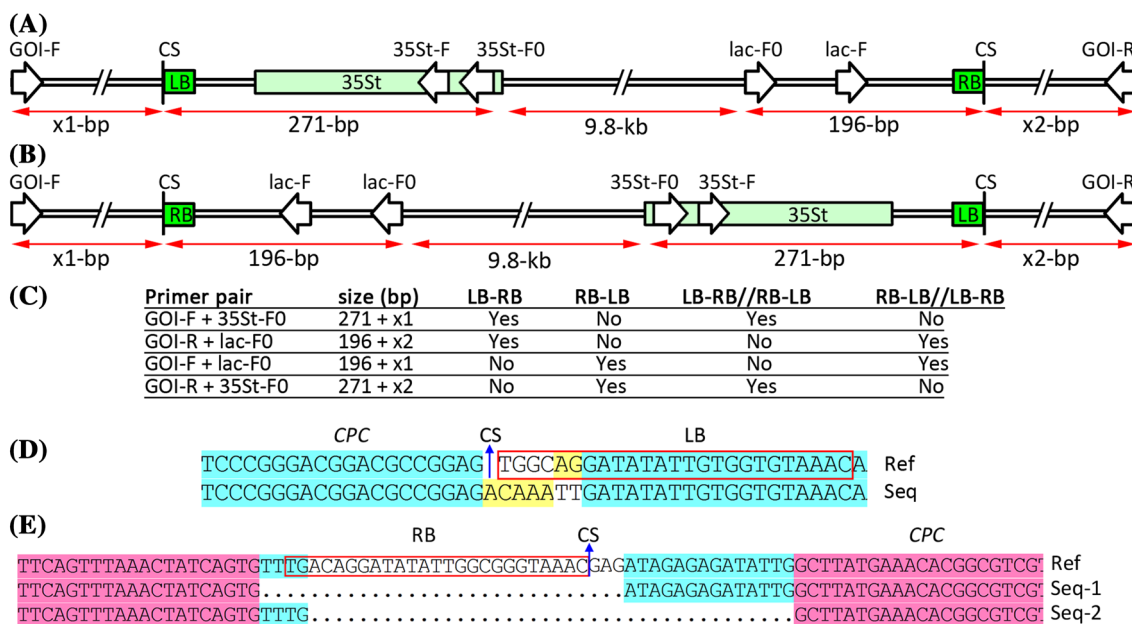 (A)
GOI-F CS 35St-F 35St-F0 lac-F0 lac-F CS GOI-R
LB 35St RB
x1-bp 271-bp 9.8-kb 196-bp x2-bp
(B)
GOI-F CS lac-F lac-F0 35St-F0 35St-F CS GOI-R
RB 35St LB
x1-bp 196-bp 9.8-kb 271-bp x2-bp
(C)
Primer pair size (bp) LB-RB RB-LB LB-RB//RB-LB RB-LB//LB-RB
GOI-F + 35St-F0 271 + x1 Yes No Yes No
GOI-R + lac-F0 196 + x2 Yes No No Yes
GOI-F + lac-F0 196 + x1 No Yes No Yes
GOI-R + 35St-F0 271 + x2 No Yes Yes No
(D)
CPC CS LB
TCCCGGGACGGACGCCGGAG TGGCAGGATATATTGTGGTGTAAACA Ref
TCCCGGGACGGACGCCGGAGACAAATTGATATATTGTGGTGTAAACA Seq
(E)
RB CS CPC
TTCAGTTTAAACTATCAGTGTTTGACAGGATATATTGGCGGGTAAACGAGATAGAGAGATATTGGCTTATGAAACACGGCGTCGT Ref
TTCAGTTTAAACTATCAGTG..............................ATAGAGAGATATTGGCTTATGAAACACGGCGTCGT Seq-1
TTCAGTTTAAACTATCAGTGTTTG........................................GCTTATGAAACACGGCGTCGT Seq-2